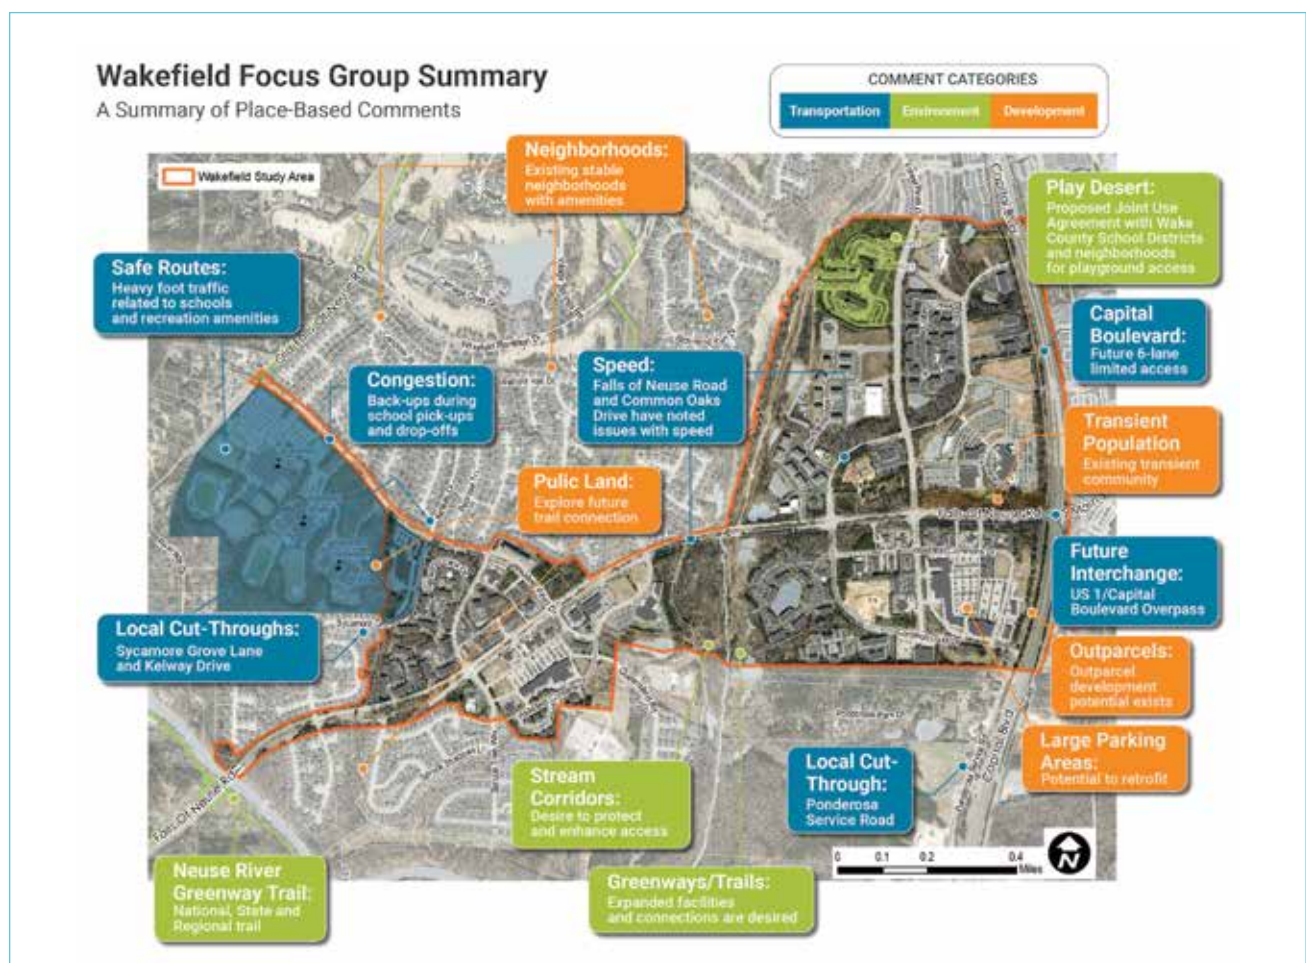 Wakefield Focus Group Summary
A Summary of Place-Based Comments
COMMENT CATEGORIES
Transportation
Environment
Development
Wakefield Study Area
Neighborhoods:
Existing stable
neighborhoods
with amenities
Play Desert:
Proposed Joint Use
Agreement with Wake
County School Districts
and neighborhoods
for playground access
Safe Routes:
Heavy foot traffic
related to schools
and recreation amenities
Capital
Boulevard:
Future 6-lane
limited access
Congestion:
Back-ups during
school pick-ups
and drop-offs
Speed:
Falls of Neuse Road
and Common Oaks
Drive have noted
issues with speed
Transient
Population
Existing transient
community
Pulic Land:
Explore future
trail connection
Future
Interchange:
US 1/Capital
Boulevard Overpass
Local Cut-Throughs:
Sycamore Grove Lane
and Kelway Drive
Outparcels:
Outparcel
development
potential exists
Large Parking
Areas:
Potential to retrofit
Local Cut-
Through:
Ponderosa
Service Road
Stream
Corridors:
Desire to protect
and enhance access
Neuse River
Greenway Trail:
National, State and
Regional trail
Greenways/Trails:
Expanded facilities
and connections are desired
Capital Blvd
Capital Blvd
Falls Of Neuse Rd
0 0.1 0.2 0.4
Miles
N